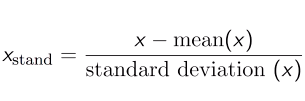 x_stand = x − mean(x) / standard deviation (x)